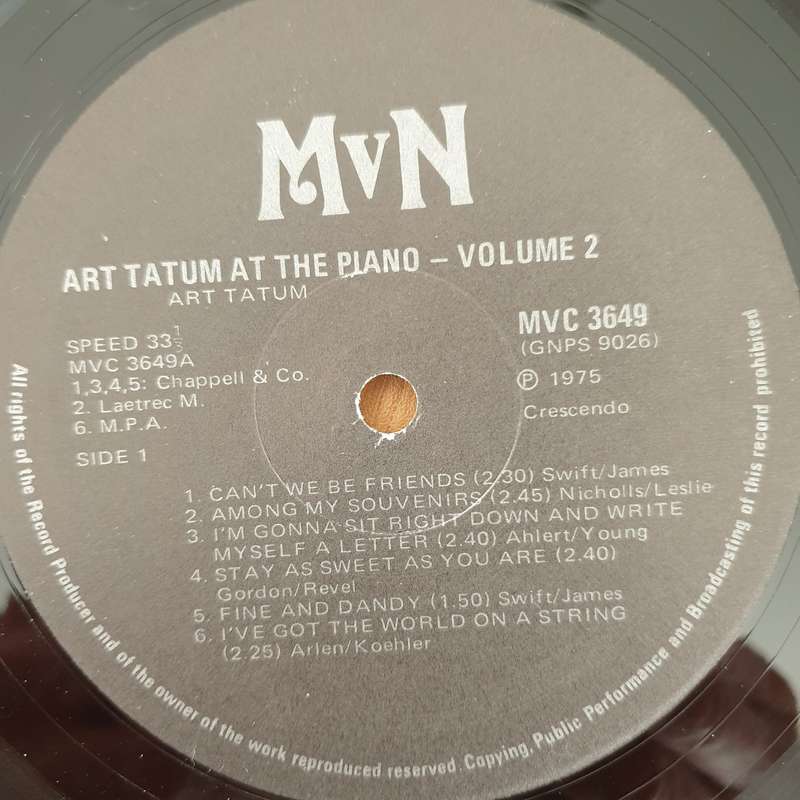 MvN
ART TATUM AT THE PIANO – VOLUME 2
ART TATUM
SPEED 33⅓
MVC 3649A
1,3,4,5: Chappell & Co.
2. Laetrec M.
6. M.P.A.
SIDE 1
MVC 3649
(GNPS 9026)
℗ 1975
Crescendo
1. CAN'T WE BE FRIENDS (2.30) Swift/James
2. AMONG MY SOUVENIRS (2.45) Nicholls/Leslie
3. I'M GONNA SIT RIGHT DOWN AND WRITE
MYSELF A LETTER (2.40) Ahlert/Young
4. STAY AS SWEET AS YOU ARE (2.40)
Gordon/Revel
5. FINE AND DANDY (1.50) Swift/James
6. I'VE GOT THE WORLD ON A STRING
(2.25) Arlen/Koehler
All rights of the Record Producer and of the owner of the work reproduced reserved. Copying, Public Performance and Broadcasting of this record prohibited